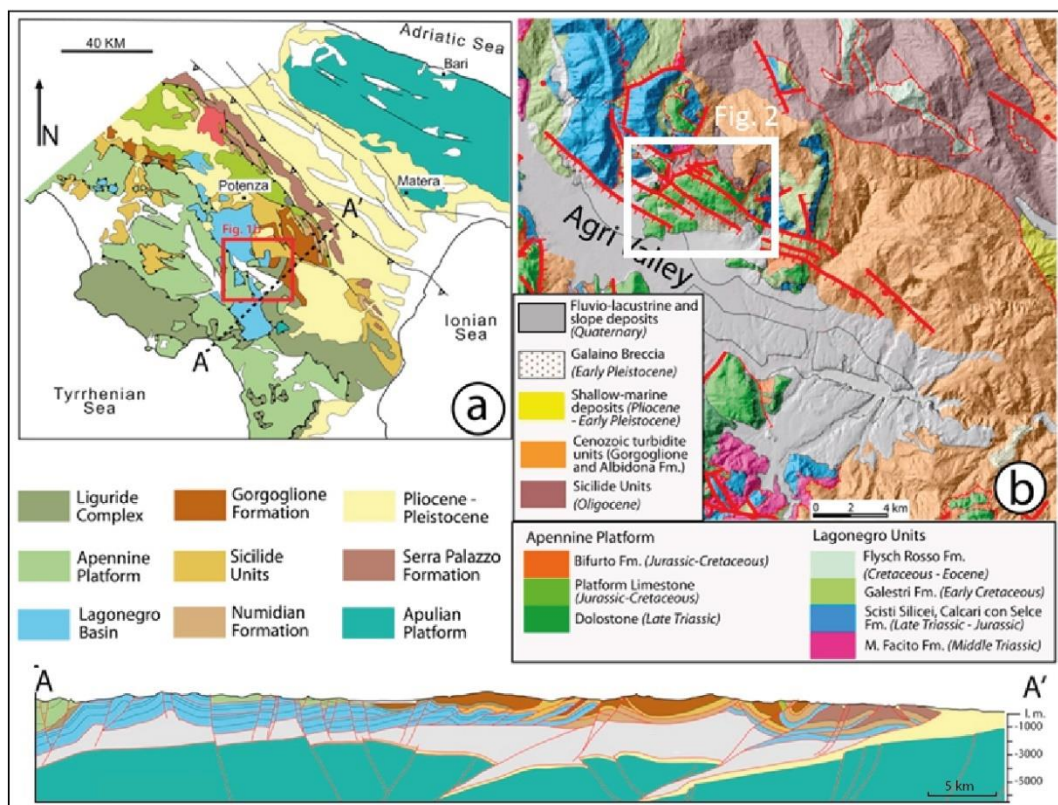 40 KM
Adriatic Sea
Bari
N
Matera
Potenza
A'
Fig. 1b
Ionian Sea
A
Tyrrhenian Sea
a
Fig. 2
Agri Valley
Fluvio-lacustrine and
slope deposits
(Quaternary)
Galaino Breccia
(Early Pleistocene)
Shallow-marine
deposits (Pliocene
- Early Pleistocene)
Cenozoic turbidite
units (Gorgoglione
and Albidona Fm.)
Sicilide Units
(Oligocene)
b
0 2 4 km
Liguride Complex
Gorgoglione Formation
Pliocene - Pleistocene
Apennine Platform
Sicilide Units
Serra Palazzo Formation
Lagonegro Basin
Numidian Formation
Apulian Platform
Apennine Platform
Bifurto Fm. (Jurassic-Cretaceous)
Platform Limestone
(Jurassic-Cretaceous)
Dolostone (Late Triassic)
Lagonegro Units
Flysch Rosso Fm.
(Cretaceous - Eocene)
Galestri Fm. (Early Cretaceous)
Scisti Silicei, Calcari con Selce
Fm. (Late Triassic - Jurassic)
M. Facito Fm. (Middle Triassic)
A
A'
l. m.
-1000
-3000
-5000
5 km